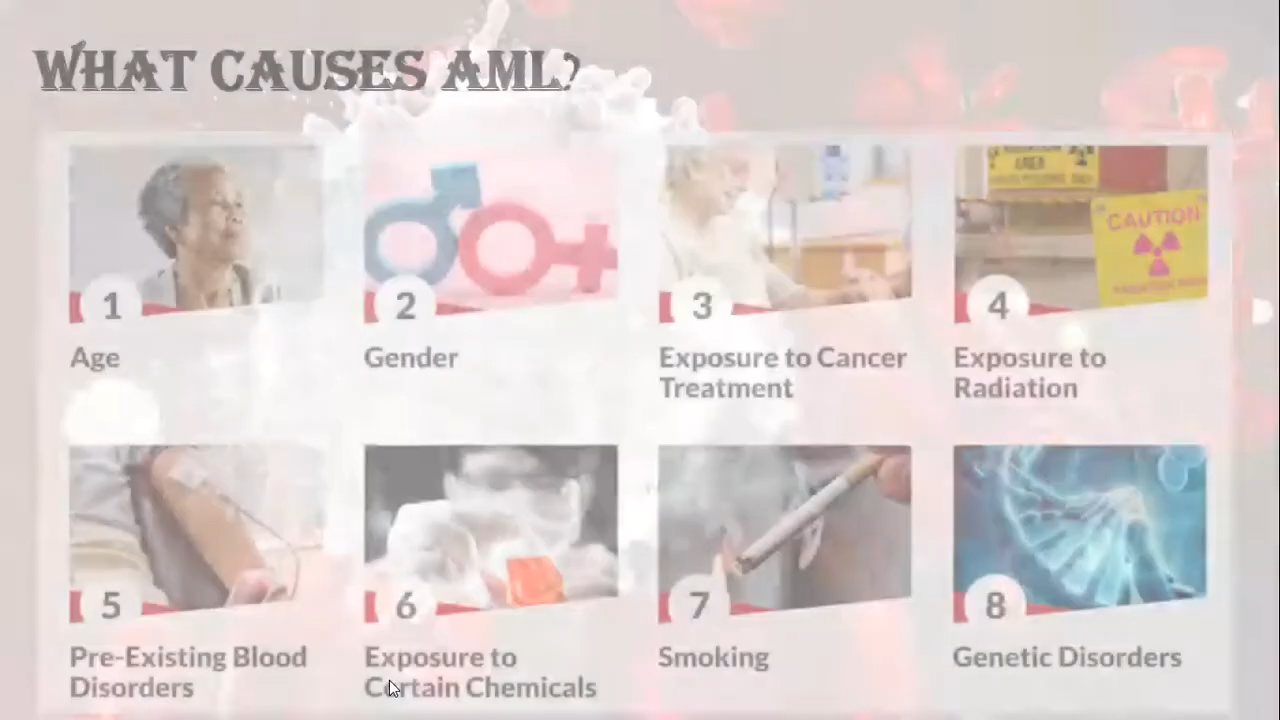 WHAT CAUSES AML?
AREA
CAUTION
1
2
3
4
Age
Gender
Exposure to Cancer
Treatment
Exposure to
Radiation
5
6
7
8
Pre-Existing Blood
Disorders
Exposure to
Certain Chemicals
Smoking
Genetic Disorders